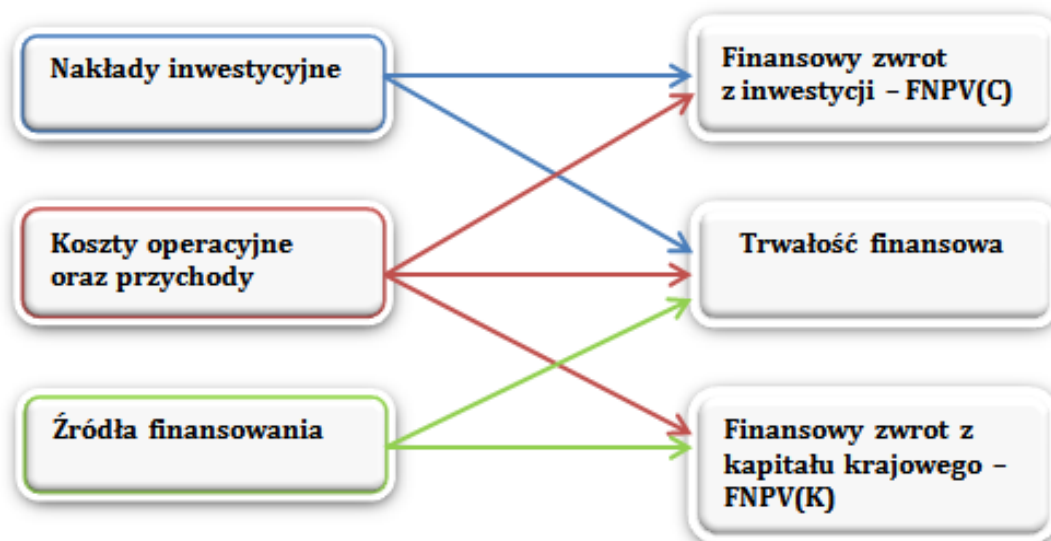 Nakłady inwestycyjne
Finansowy zwrot
z inwestycji – FNPV(C)
Koszty operacyjne
oraz przychody
Trwałość finansowa
Źródła finansowania
Finansowy zwrot z
kapitału krajowego –
FNPV(K)